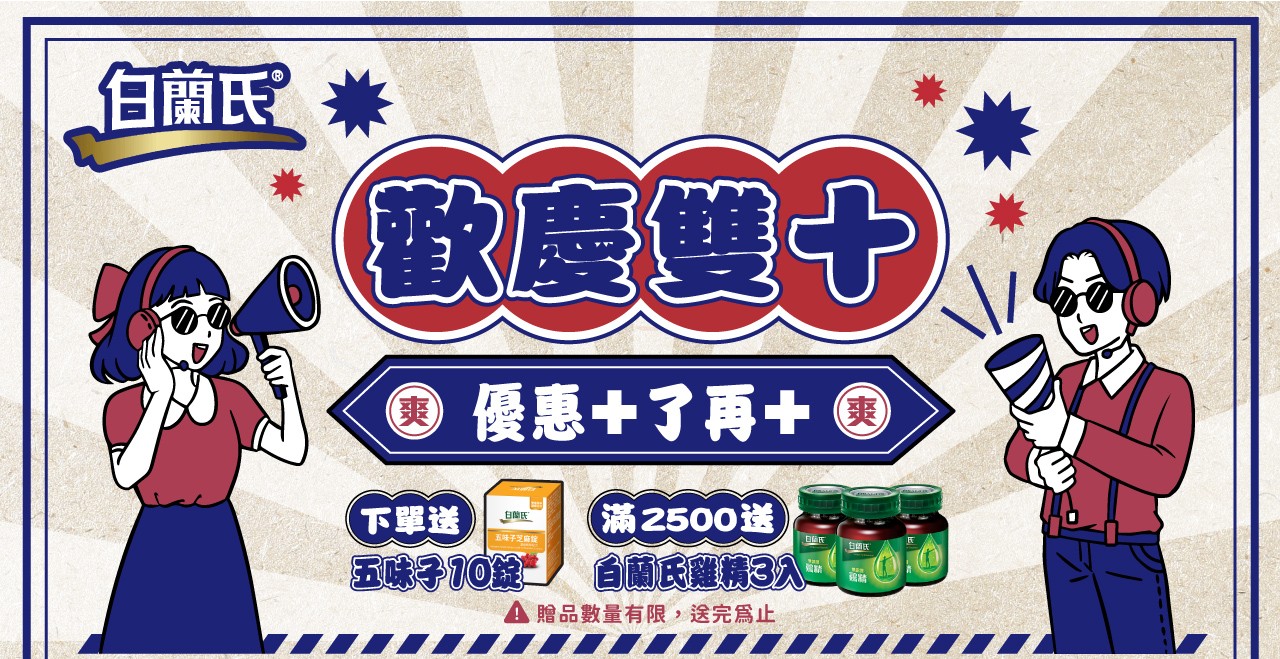 白蘭氏®
歡慶雙十
爽 優惠+了再+ 爽
下單送
五味子10錠
白蘭氏
五味子芝麻錠
滿2500送
白蘭氏雞精3入
白蘭氏 白蘭氏 白蘭氏
雞精 雞精 雞精
贈品數量有限,送完為止